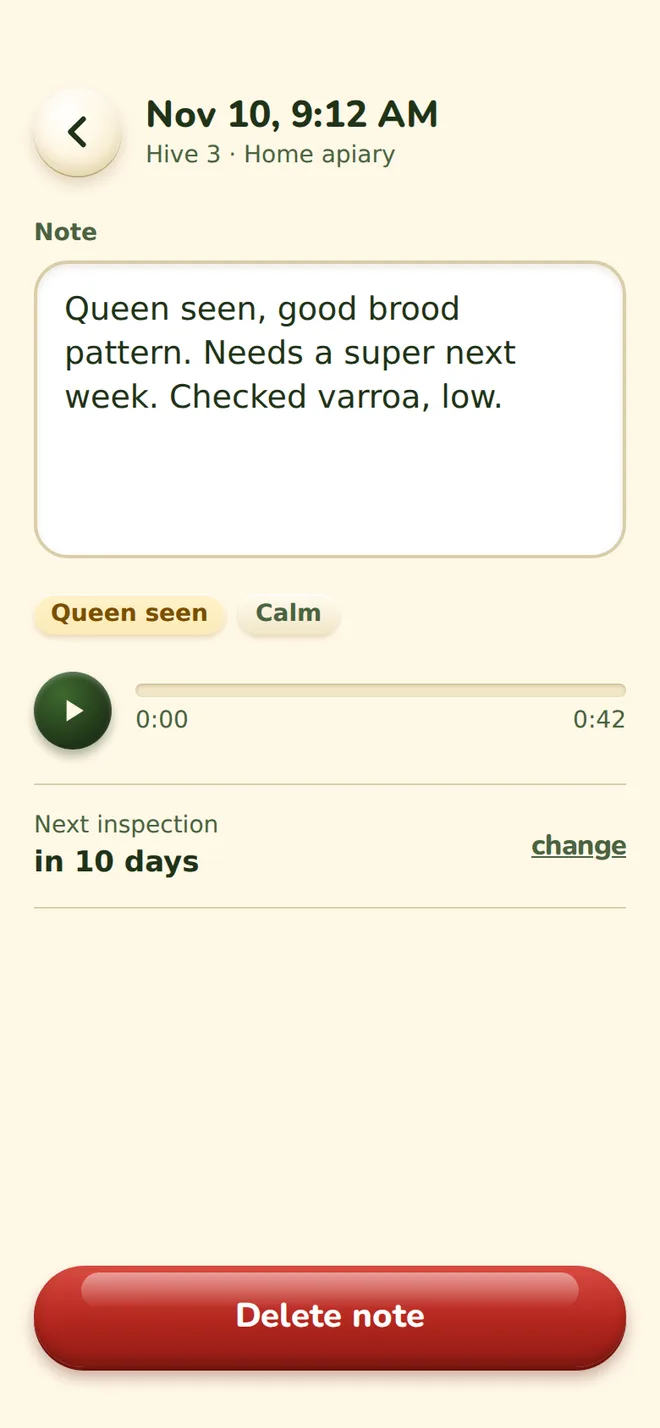 Nov 10, 9:12 AM
Hive 3 · Home apiary
Note
Queen seen, good brood
pattern. Needs a super next
week. Checked varroa, low.
Queen seen
Calm
0:00
0:42
Next inspection
in 10 days
change
Delete note